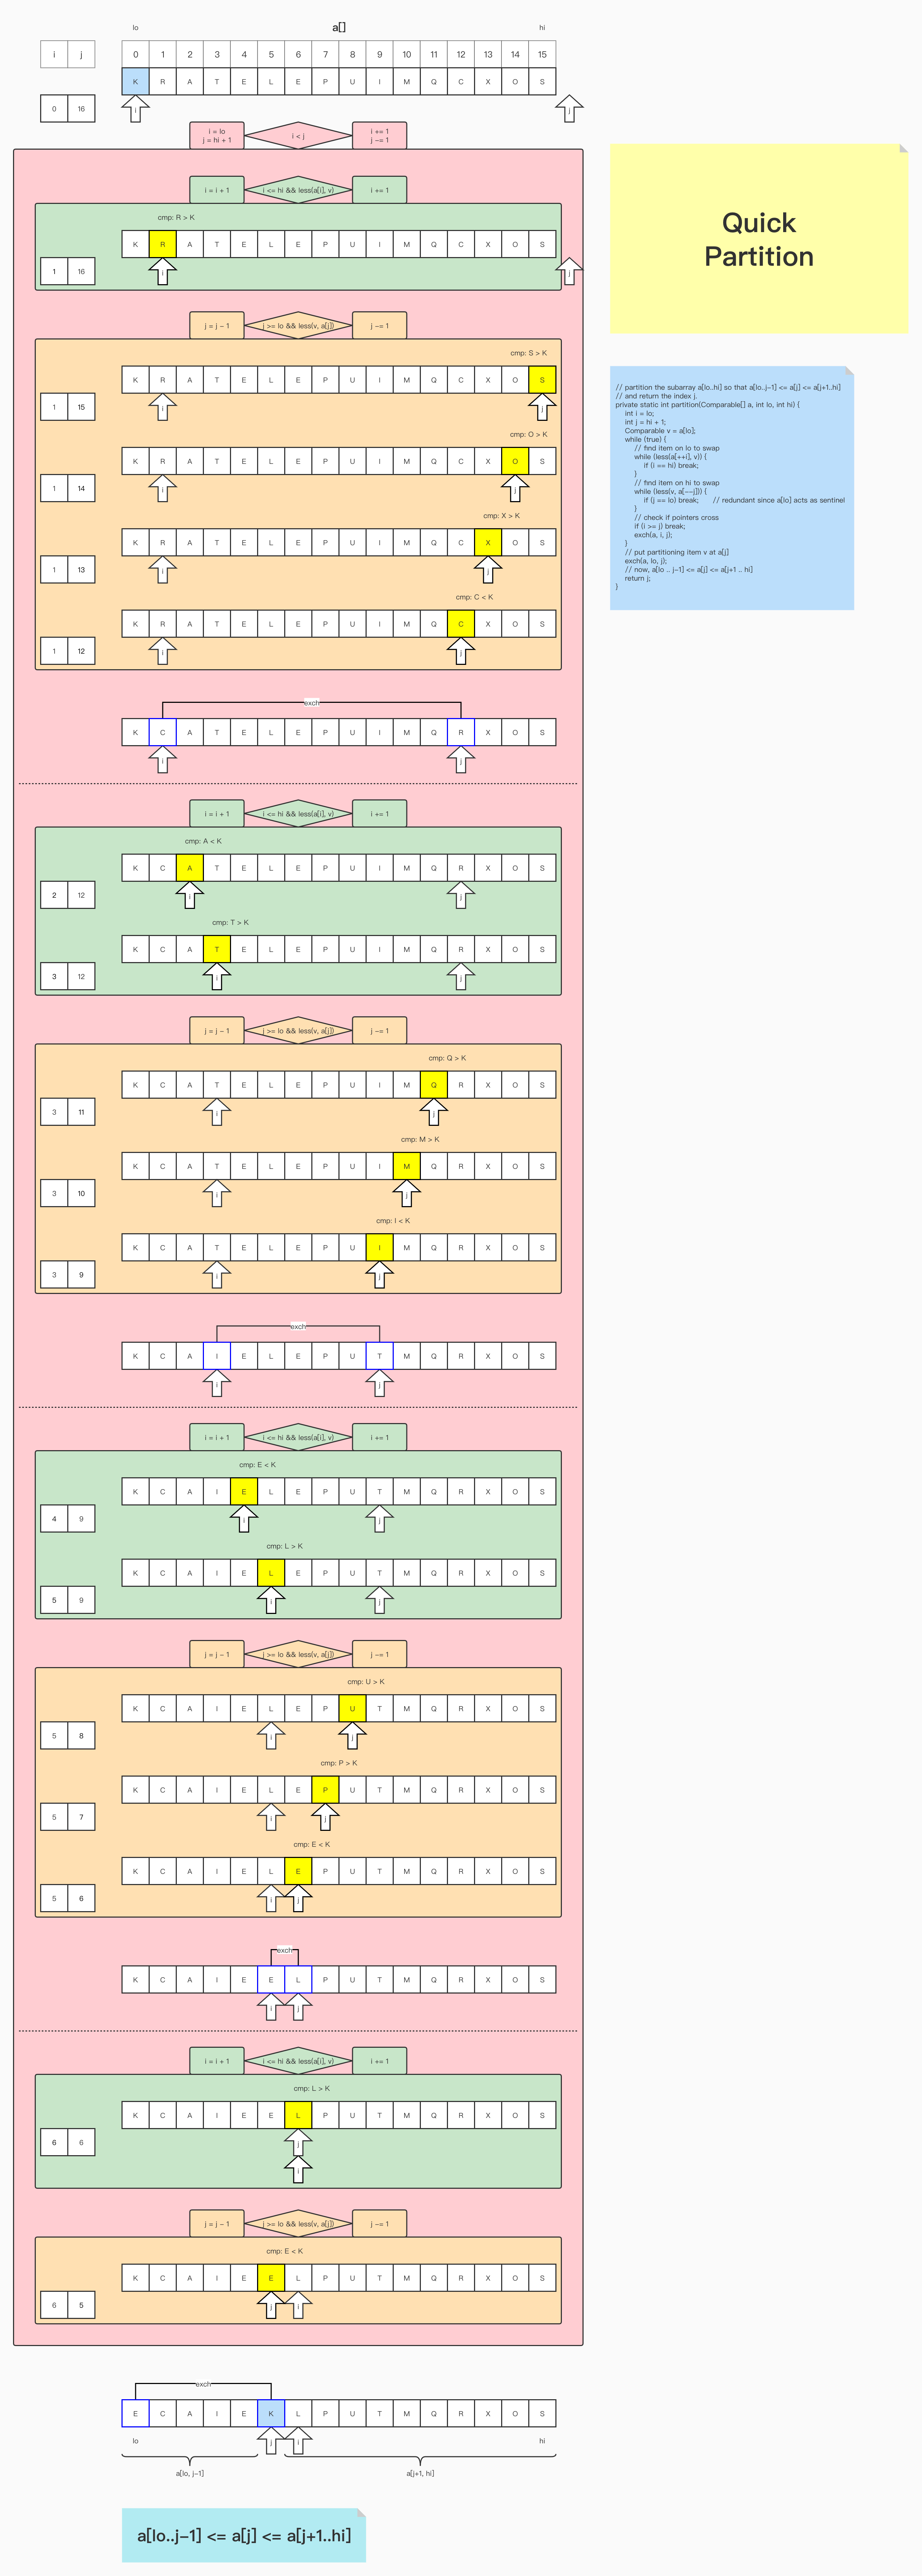 lo a[] hi
i j 0 1 2 3 4 5 6 7 8 9 10 11 12 13 14 15
K R A T E L E P U I M Q C X O S
0 16 i j
i = lo
j = hi + 1
i < j
i += 1
j -= 1
i = i + 1 i <= hi && less(a[i], v) i += 1
cmp: R > K
K R A T E L E P U I M Q C X O S
1 16 i j
j = j - 1 j >= lo && less(v, a[j]) j -= 1
cmp: S > K
K R A T E L E P U I M Q C X O S
1 15 i j
cmp: O > K
K R A T E L E P U I M Q C X O S
1 14 i j
cmp: X > K
K R A T E L E P U I M Q C X O S
1 13 i j
cmp: C < K
K R A T E L E P U I M Q C X O S
1 12 i j
exch
K C A T E L E P U I M Q R X O S
i j
i = i + 1 i <= hi && less(a[i], v) i += 1
cmp: A < K
K C A T E L E P U I M Q R X O S
2 12 i j
cmp: T > K
K C A T E L E P U I M Q R X O S
3 12 i j
j = j - 1 j >= lo && less(v, a[j]) j -= 1
cmp: Q > K
K C A T E L E P U I M Q R X O S
3 11 i j
cmp: M > K
K C A T E L E P U I M Q R X O S
3 10 i j
cmp: I < K
K C A T E L E P U I M Q R X O S
3 9 i j
exch
K C A I E L E P U T M Q R X O S
i j
i = i + 1 i <= hi && less(a[i], v) i += 1
cmp: E < K
K C A I E L E P U T M Q R X O S
4 9 i j
cmp: L > K
K C A I E L E P U T M Q R X O S
5 9 i j
j = j - 1 j >= lo && less(v, a[j]) j -= 1
cmp: U > K
K C A I E L E P U T M Q R X O S
5 8 i j
cmp: P > K
K C A I E L E P U T M Q R X O S
5 7 i j
cmp: E < K
K C A I E L E P U T M Q R X O S
5 6 i j
exch
K C A I E E L P U T M Q R X O S
i j
i = i + 1 i <= hi && less(a[i], v) i += 1
cmp: L > K
K C A I E E L P U T M Q R X O S
6 6 j
i
j = j - 1 j >= lo && less(v, a[j]) j -= 1
cmp: E < K
K C A I E E L P U T M Q R X O S
6 5 j i
exch
E C A I E K L P U T M Q R X O S
lo j i hi
a[lo, j-1] a[j+1, hi]
a[lo..j-1] <= a[j] <= a[j+1..hi]
Quick
Partition
// partition the subarray a[lo..hi] so that a[lo..j-1] <= a[j] <= a[j+1..hi]
// and return the index j.
private static int partition(Comparable[] a, int lo, int hi) {
int i = lo;
int j = hi + 1;
Comparable v = a[lo];
while (true) {
// find item on lo to swap
while (less(a[++i], v)) {
if (i == hi) break;
}
// find item on hi to swap
while (less(v, a[--j])) {
if (j == lo) break; // redundant since a[lo] acts as sentinel
}
// check if pointers cross
if (i >= j) break;
exch(a, i, j);
}
// put partitioning item v at a[j]
exch(a, lo, j);
// now, a[lo .. j-1] <= a[j] <= a[j+1 .. hi]
return j;
}